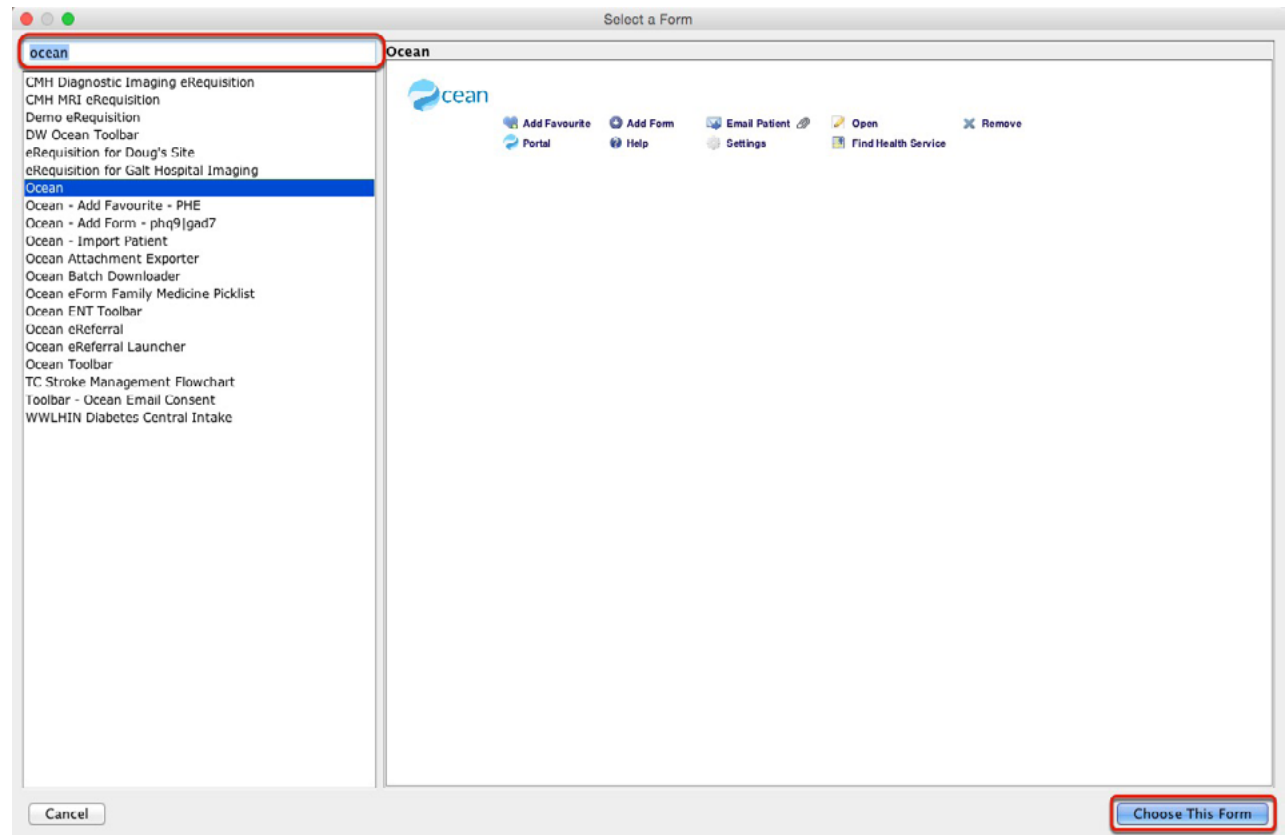 Select a Form
ocean
CMH Diagnostic Imaging eRequisition
CMH MRI eRequisition
Demo eRequisition
DW Ocean Toolbar
eRequisition for Doug's Site
eRequisition for Galt Hospital Imaging
Ocean
Ocean - Add Favourite - PHE
Ocean - Add Form - phq9|gad7
Ocean - Import Patient
Ocean Attachment Exporter
Ocean Batch Downloader
Ocean eForm Family Medicine Picklist
Ocean ENT Toolbar
Ocean eReferral
Ocean eReferral Launcher
Ocean Toolbar
TC Stroke Management Flowchart
Toolbar - Ocean Email Consent
WWLHIN Diabetes Central Intake
Ocean
Ocean
Add Favourite Add Form Email Patient Open Remove
Portal Help Settings Find Health Service
Cancel Choose This Form